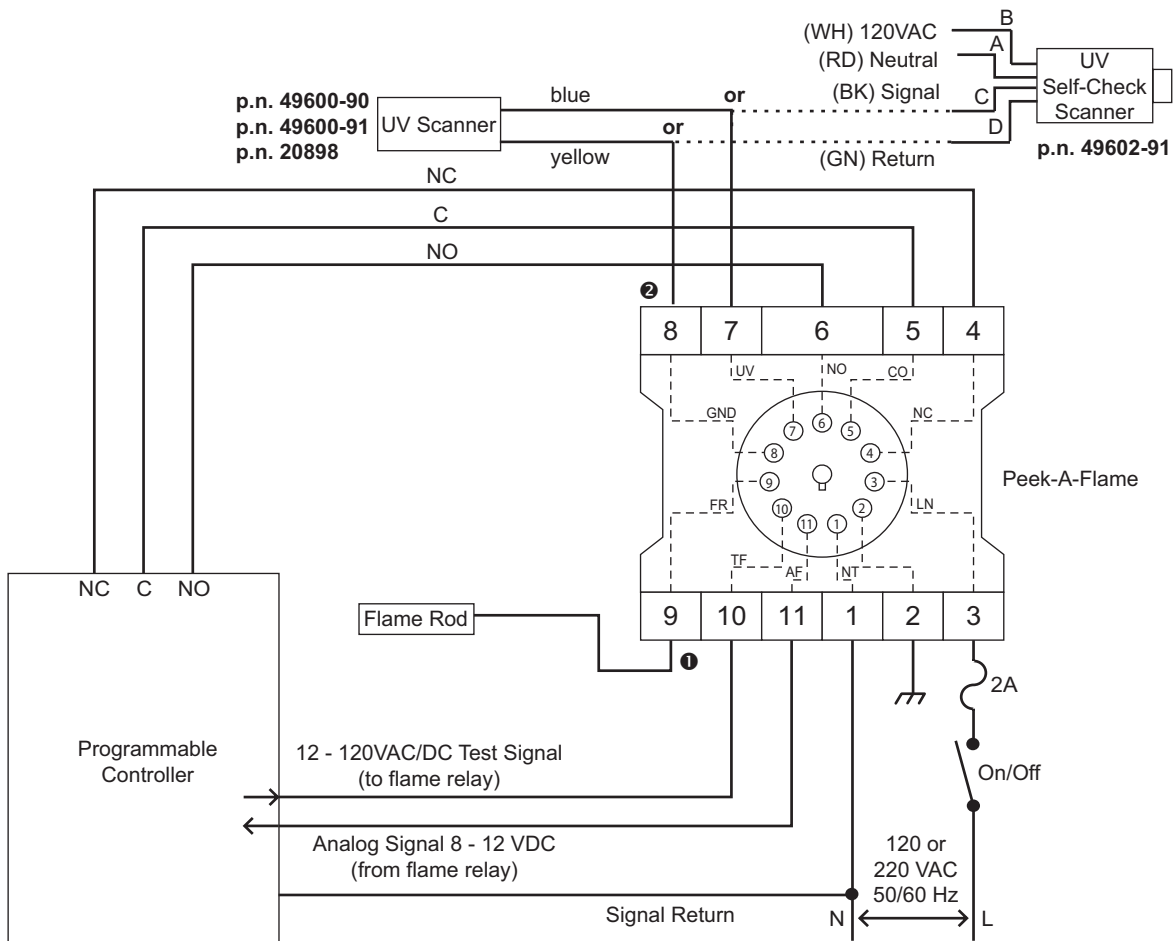 B
(WH) 120VAC
A
(RD) Neutral
UV
Self-Check
Scanner
(BK) Signal
C
D
(GN) Return
p.n. 49602-91
p.n. 49600-90
p.n. 49600-91
p.n. 20898
UV Scanner
blue
or
or
yellow
NC
C
NO
❷
8
7
6
5
4
UV
NO
CO
GND
NC
7
6
5
8
4
9
3
10
2
11
1
FR
LN
TF
AF
NT
Peek-A-Flame
9
10
11
1
2
3
❶
Flame Rod
2A
On/Off
NC
C
NO
Programmable
Controller
12 - 120VAC/DC Test Signal
(to flame relay)
Analog Signal 8 - 12 VDC
(from flame relay)
Signal Return
120 or
220 VAC
50/60 Hz
N
L